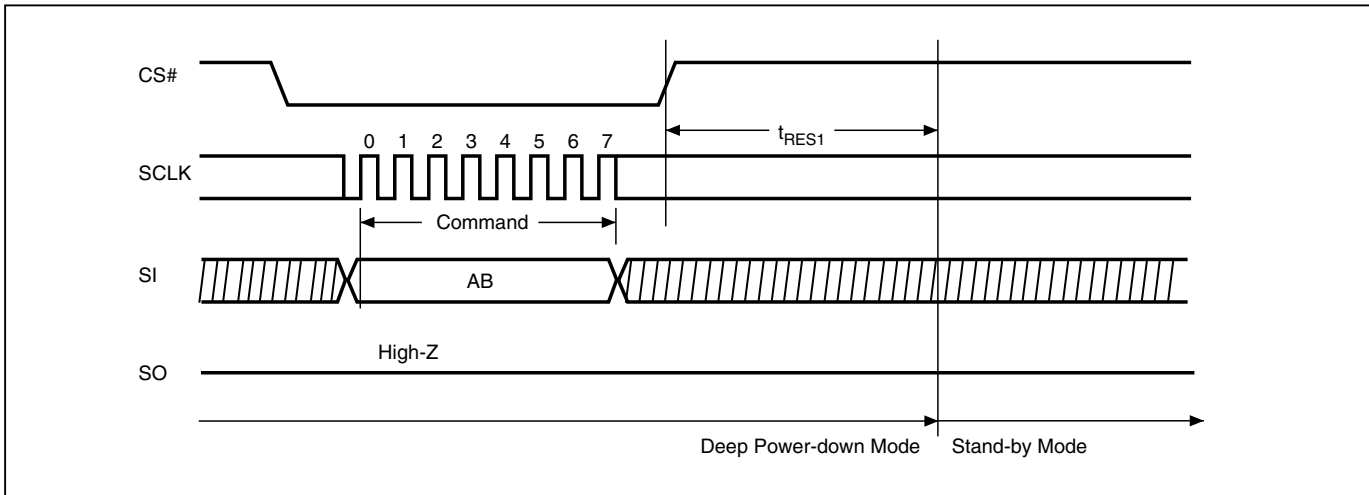 CS#
t_RES1
0 1 2 3 4 5 6 7
SCLK
Command
SI
AB
High-Z
SO
Deep Power-down Mode
Stand-by Mode